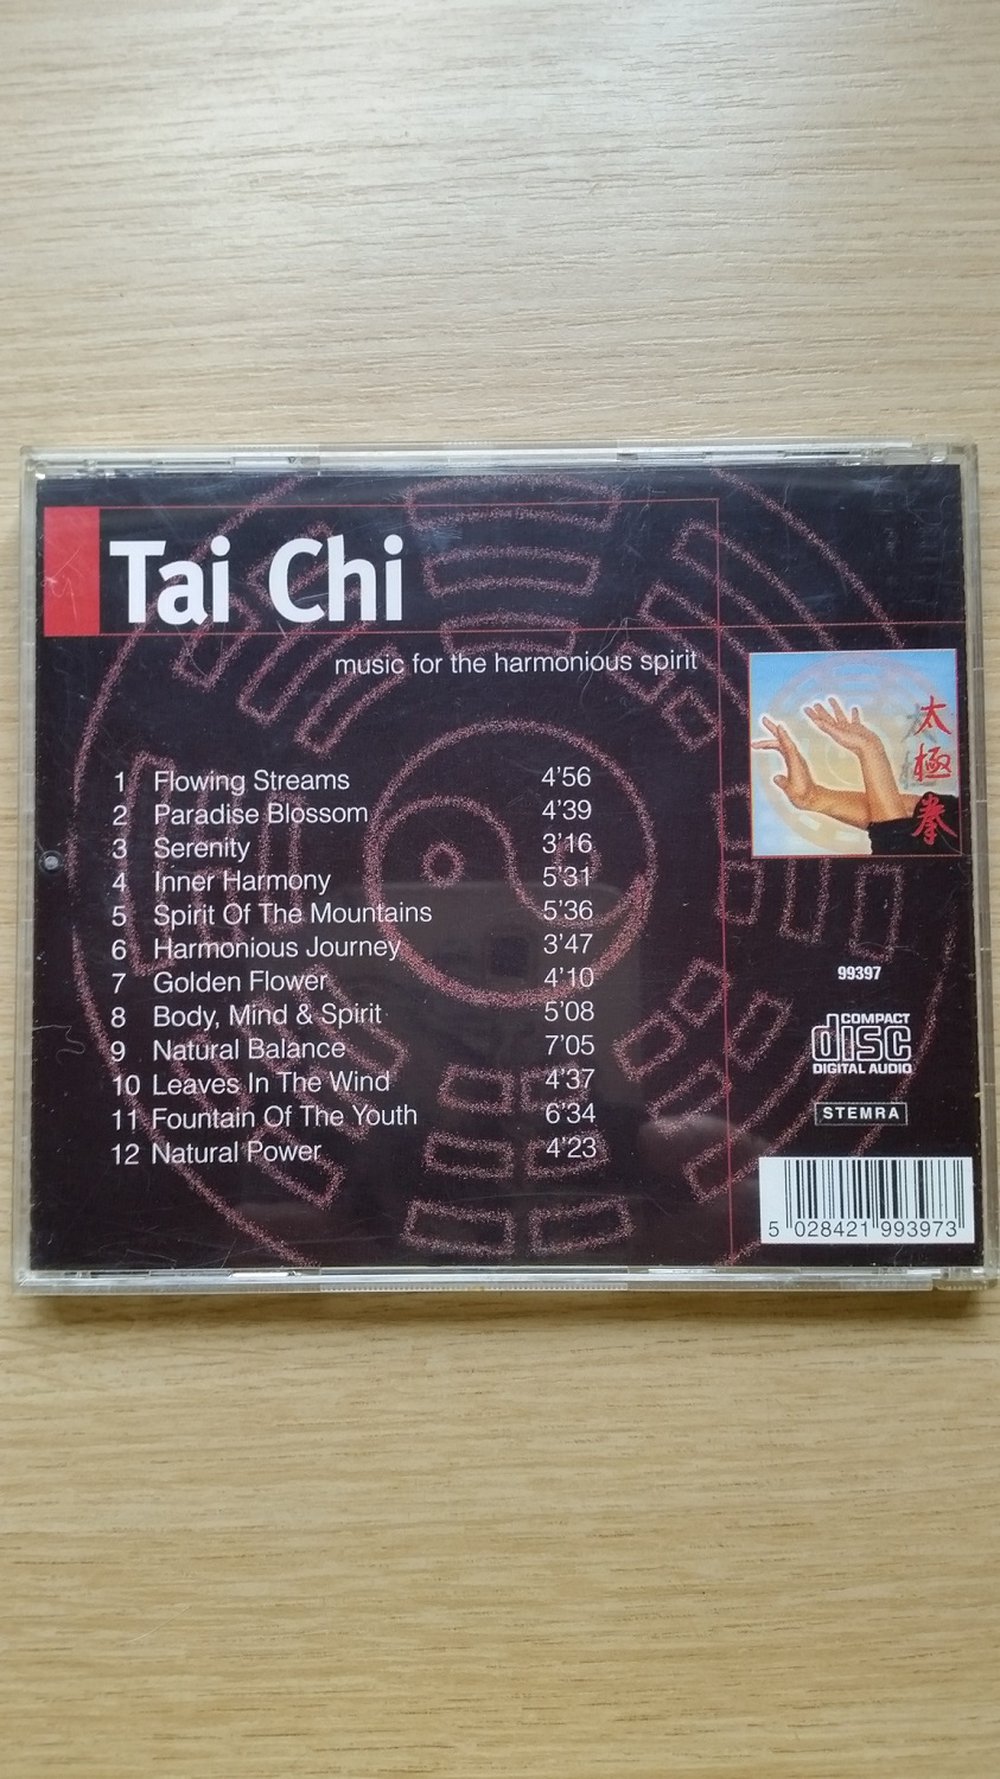 Tai Chi
music for the harmonious spirit
太
極
拳
1 Flowing Streams 4'56
2 Paradise Blossom 4'39
3 Serenity 3'16
4 Inner Harmony 5'31
5 Spirit Of The Mountains 5'36
6 Harmonious Journey 3'47
7 Golden Flower 4'10
8 Body, Mind & Spirit 5'08
9 Natural Balance 7'05
10 Leaves In The Wind 4'37
11 Fountain Of The Youth 6'34
12 Natural Power 4'23
99397
COMPACT
disc
DIGITAL AUDIO
STEMRA
5 028421 993973